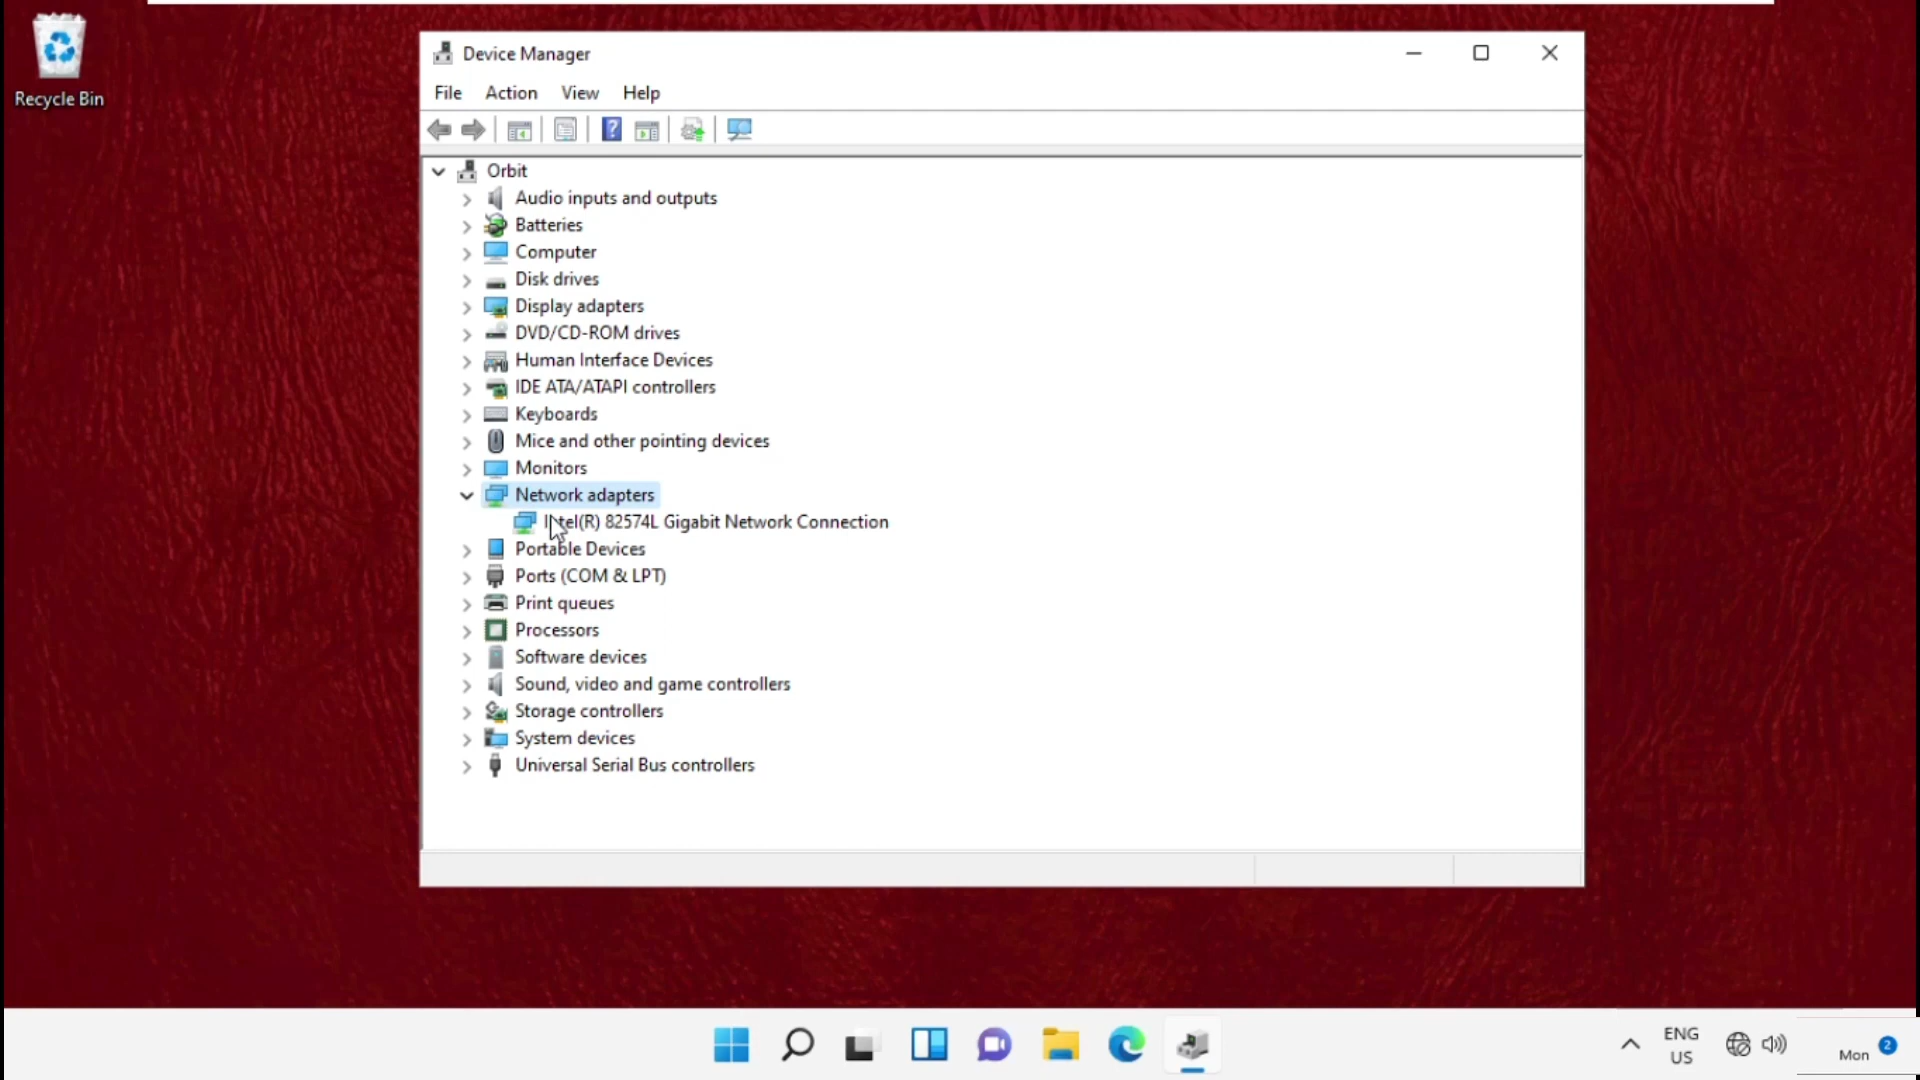 Recycle Bin
Device Manager
File Action View Help
Orbit
Audio inputs and outputs
Batteries
Computer
Disk drives
Display adapters
DVD/CD-ROM drives
Human Interface Devices
IDE ATA/ATAPI controllers
Keyboards
Mice and other pointing devices
Monitors
Network adapters
Intel(R) 82574L Gigabit Network Connection
Portable Devices
Ports (COM & LPT)
Print queues
Processors
Software devices
Sound, video and game controllers
Storage controllers
System devices
Universal Serial Bus controllers
ENG
US
Mon 2